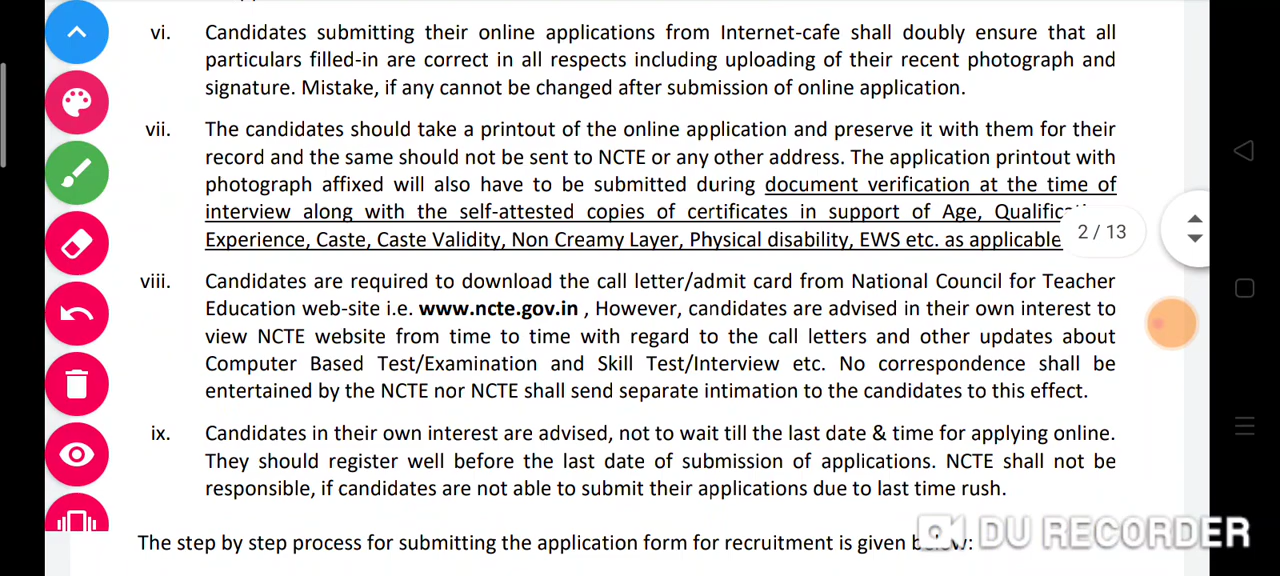 vi. Candidates submitting their online applications from Internet-cafe shall doubly ensure that all
particulars filled-in are correct in all respects including uploading of their recent photograph and
signature. Mistake, if any cannot be changed after submission of online application.
vii. The candidates should take a printout of the online application and preserve it with them for their
record and the same should not be sent to NCTE or any other address. The application printout with
photograph affixed will also have to be submitted during document verification at the time of
interview along with the self-attested copies of certificates in support of Age,
Experience, Caste, Caste Validity, Non Creamy Layer, Physical disability, EWS etc. as applicable
2 / 13
viii. Candidates are required to download the call letter/admit card from National Council for Teacher
Education web-site i.e. www.ncte.gov.in , However, candidates are advised in their own interest to
view NCTE website from time to time with regard to the call letters and other updates about
Computer Based Test/Examination and Skill Test/Interview etc. No correspondence shall be
entertained by the NCTE nor NCTE shall send separate intimation to the candidates to this effect.
ix. Candidates in their own interest are advised, not to wait till the last date & time for applying online.
They should register well before the last date of submission of applications. NCTE shall not be
responsible, if candidates are not able to submit their applications due to last time rush.
The step by step process for submitting the application form for recruitment is given
DU RECORDER